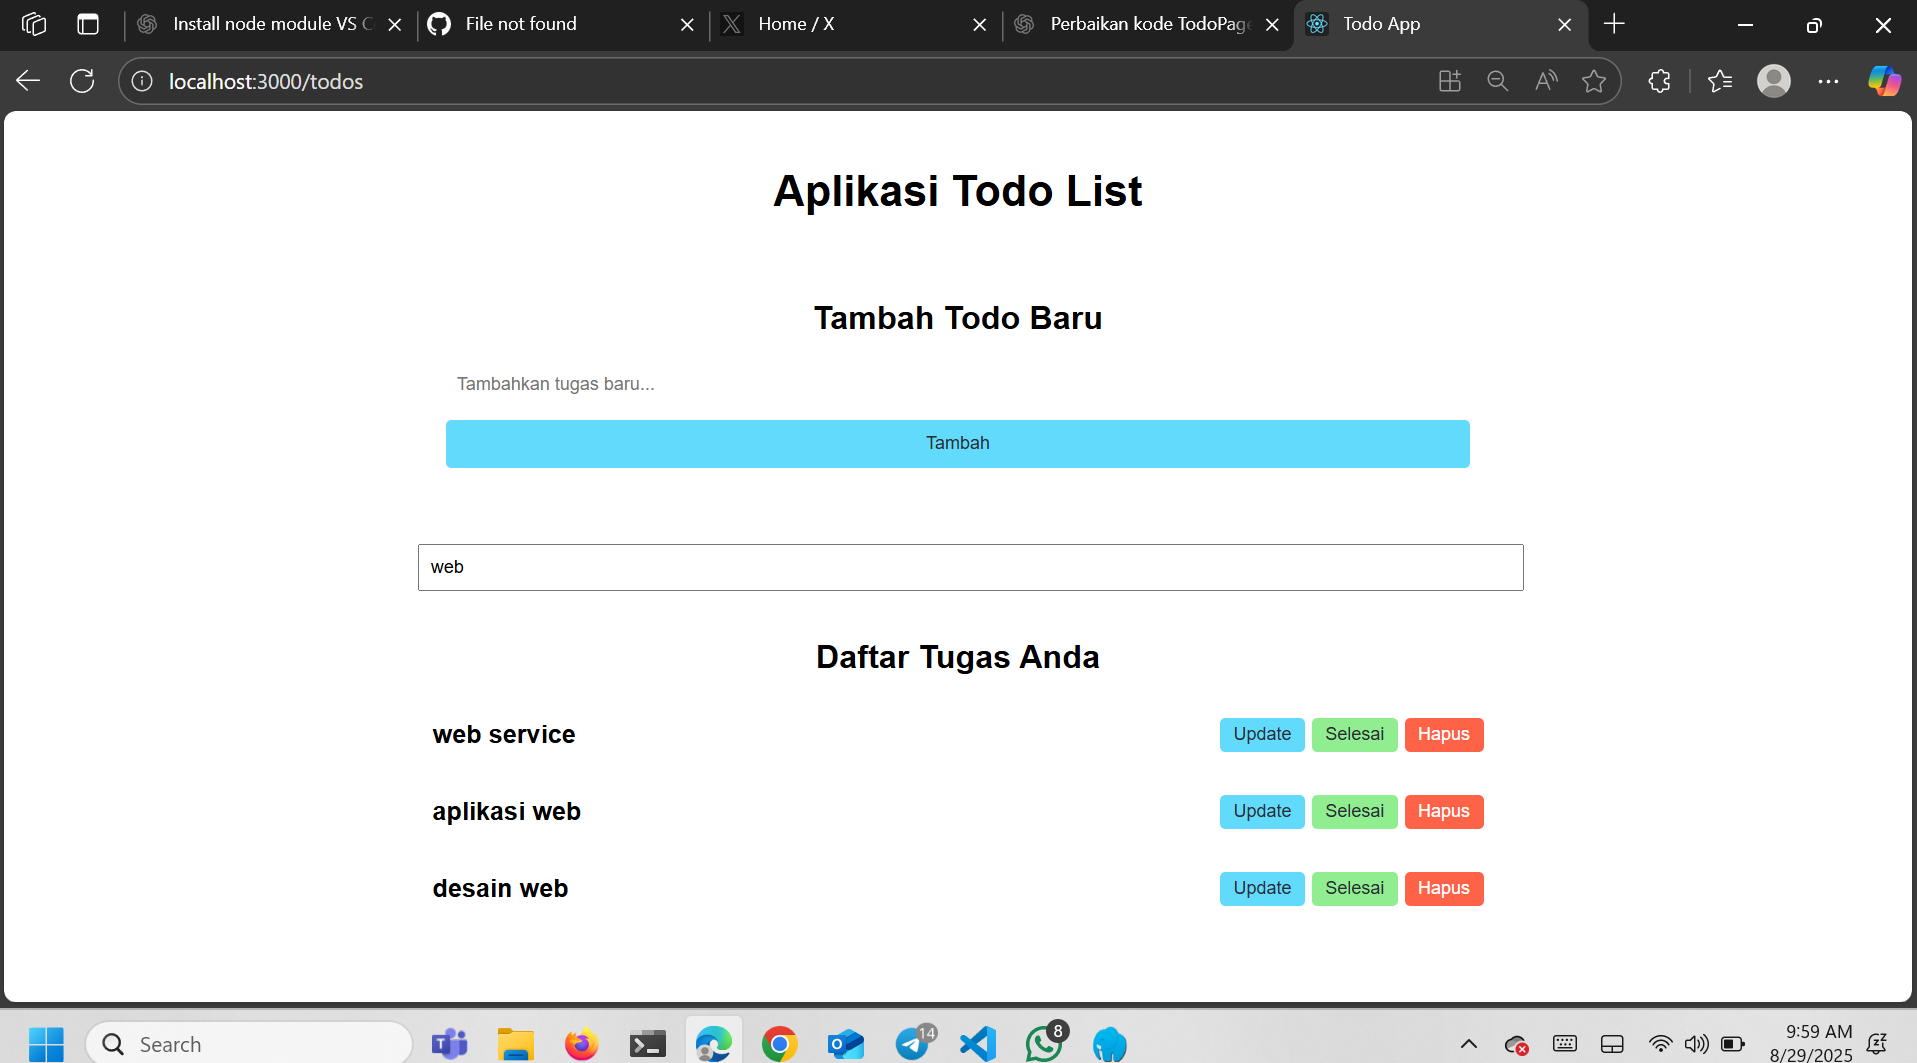 Install node module VS C
File not found
Home / X
Perbaikan kode TodoPage
Todo App
localhost:3000/todos
Aplikasi Todo List
Tambah Todo Baru
Tambahkan tugas baru...
Tambah
web
Daftar Tugas Anda
web service
Update Selesai Hapus
aplikasi web
Update Selesai Hapus
desain web
Update Selesai Hapus
Search
14
8
9:59 AM
8/29/2025